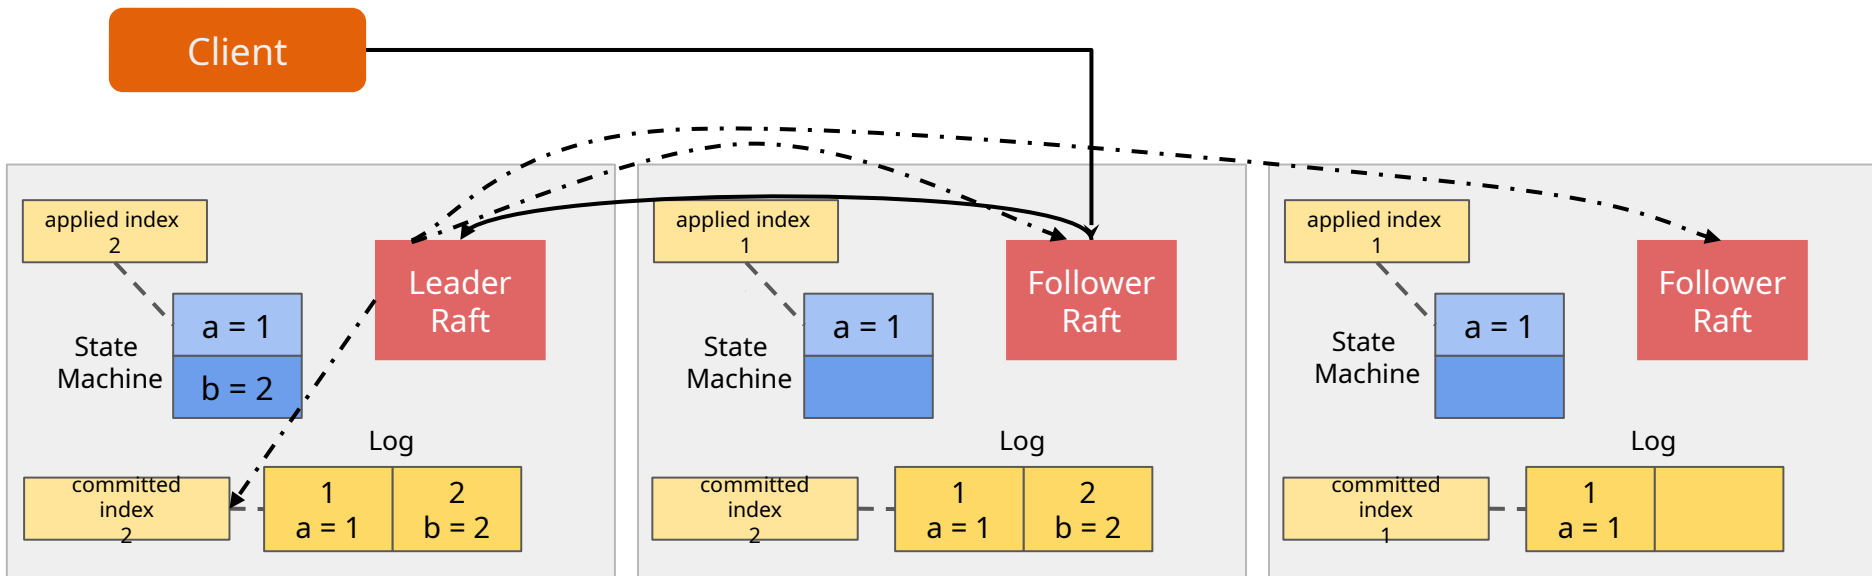 Client
applied index
2
a = 1
b = 2
State
Machine
Leader
Raft
Log
committed
index
2
1
a = 1
2
b = 2
applied index
1
a = 1
State
Machine
Follower
Raft
Log
committed
index
2
1
a = 1
2
b = 2
applied index
1
a = 1
State
Machine
Follower
Raft
Log
committed
index
1
1
a = 1